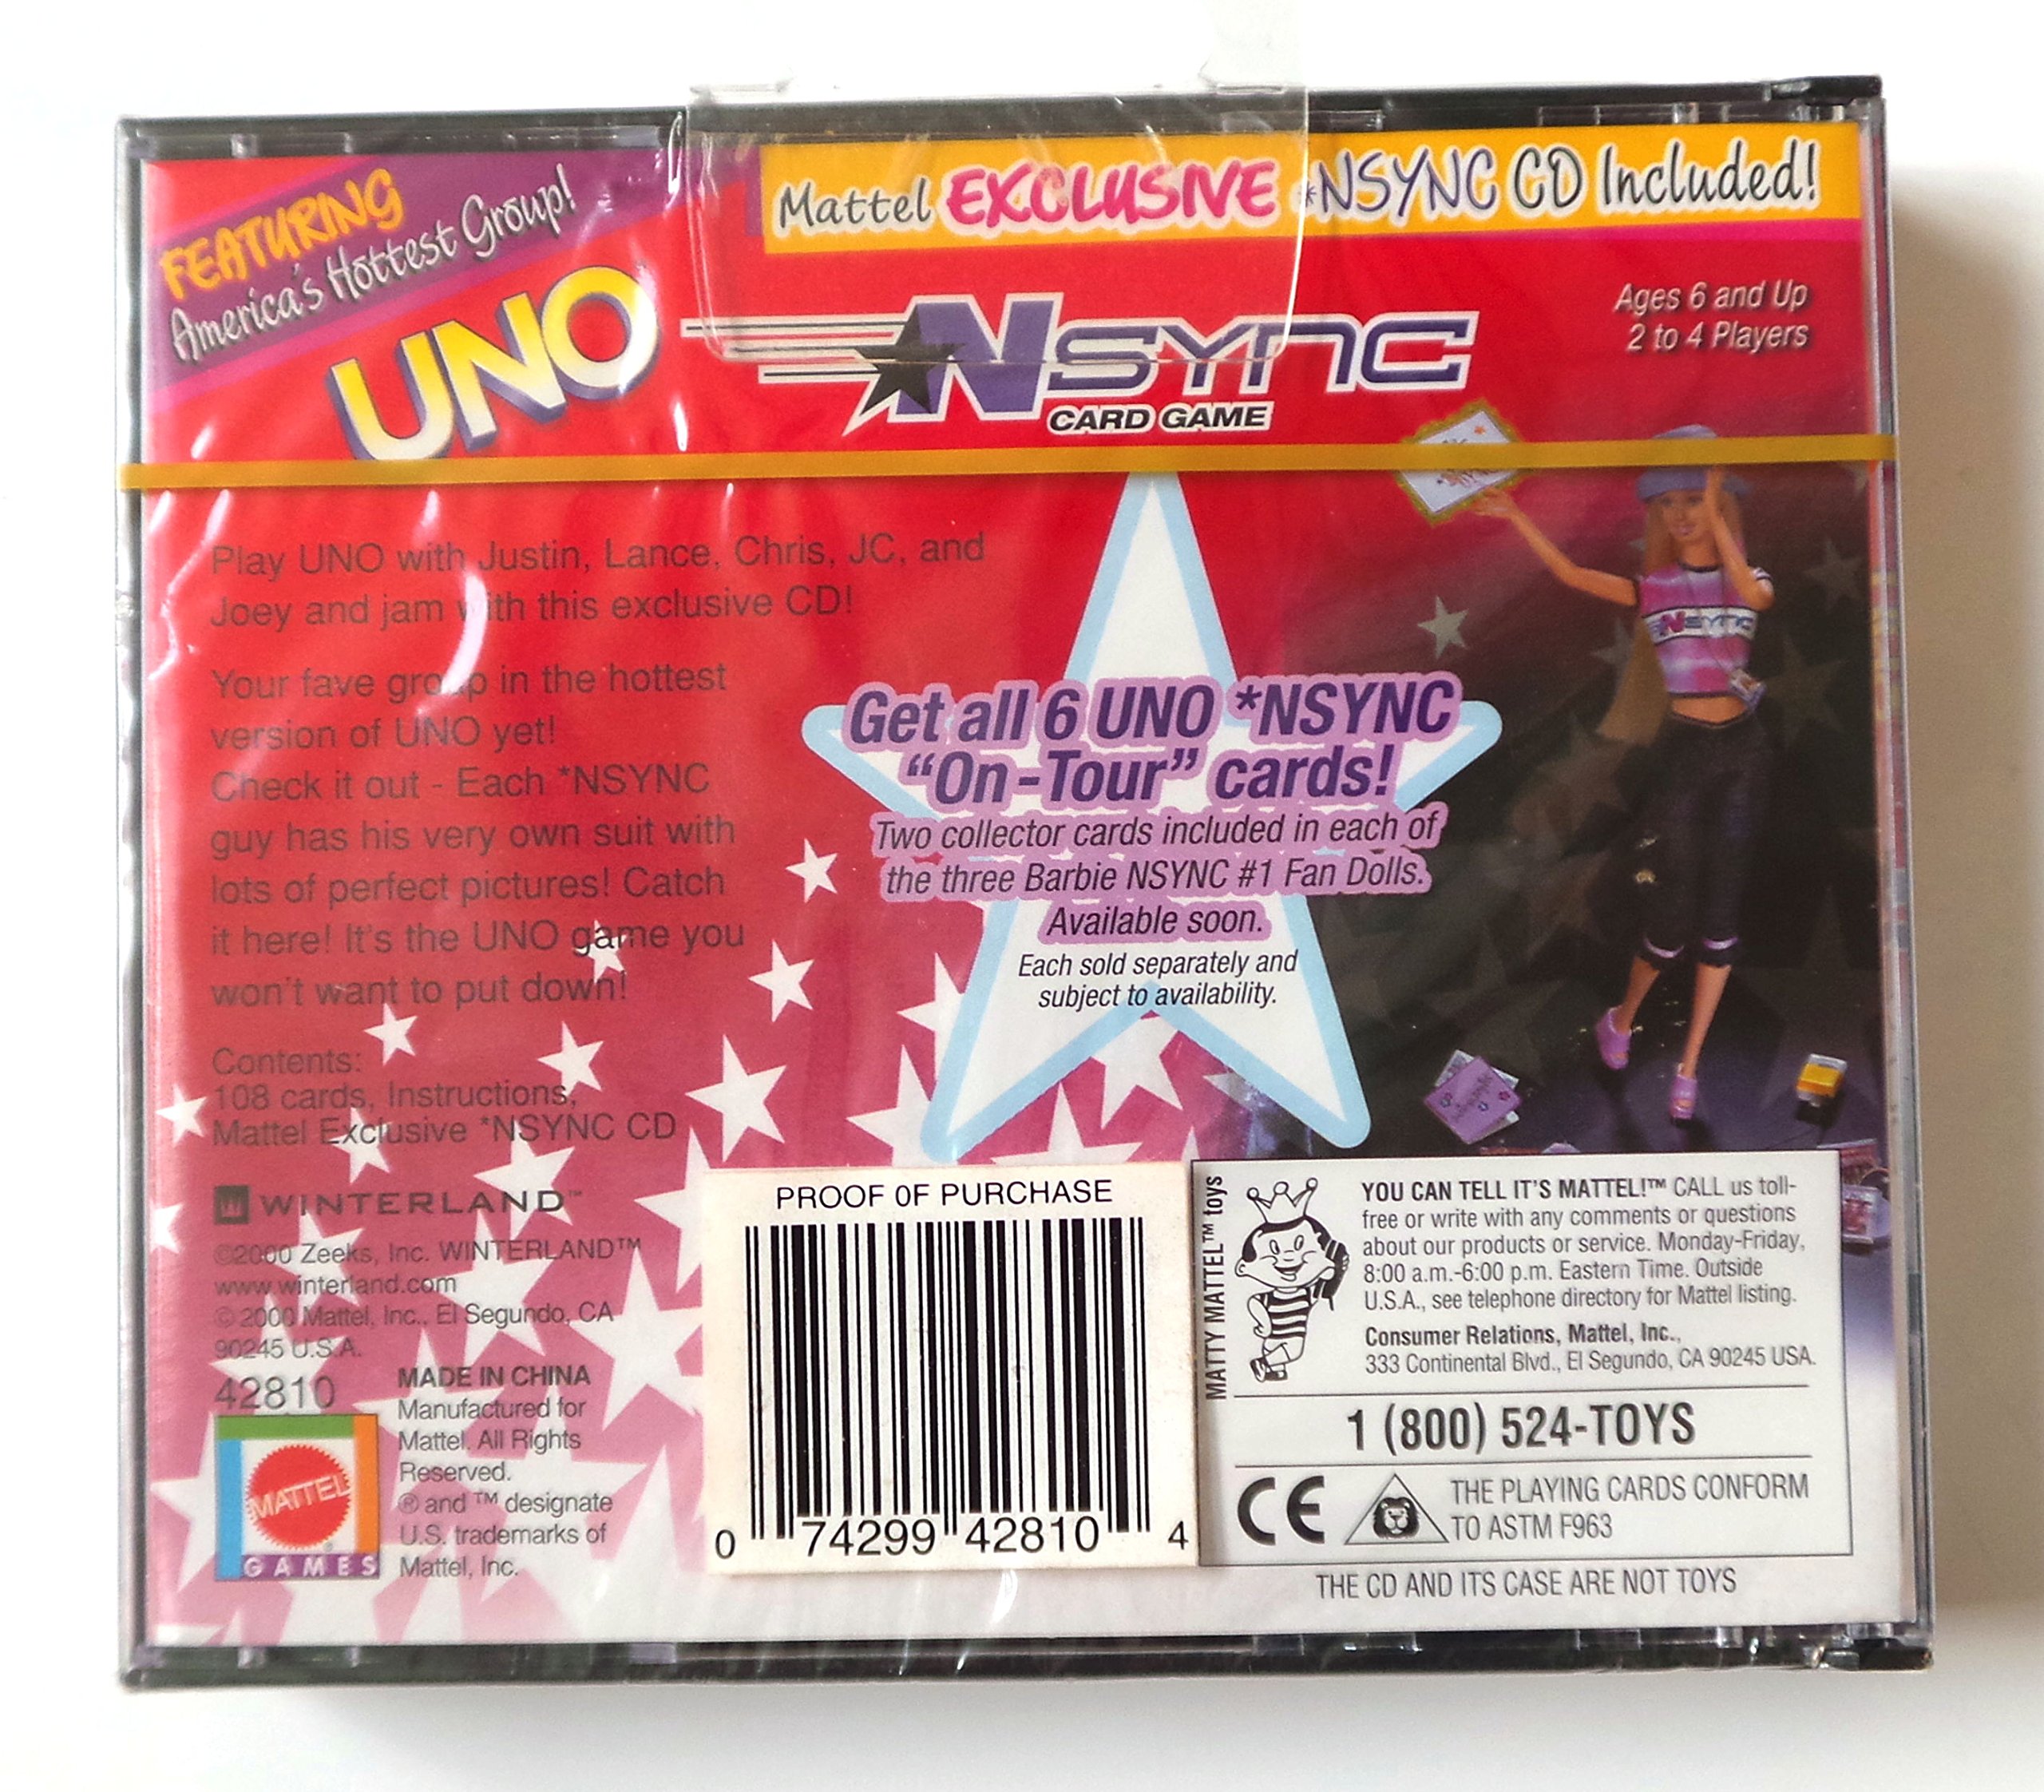 FEATURING
America's Hottest Group!
UNO
Mattel EXCLUSIVE *NSYNC CD Included!
NSYNC
CARD GAME
Ages 6 and Up
2 to 4 Players
Play UNO with Justin, Lance, Chris, JC, and
Joey and jam with this exclusive CD!
Your fave group in the hottest
version of UNO yet!
Check it out - Each *NSYNC
guy has his very own suit with
lots of perfect pictures! Catch
it here! It's the UNO game you
won't want to put down!
Contents:
108 cards, Instructions,
Mattel Exclusive *NSYNC CD
Get all 6 UNO *NSYNC
“On-Tour” cards!
Two collector cards included in each of
the three Barbie NSYNC #1 Fan Dolls.
Available soon.
Each sold separately and
subject to availability.
NSYNC
WINTERLAND™
©2000 Zeeks, Inc. WINTERLAND™
www.winterland.com
© 2000 Mattel, Inc., El Segundo, CA
90245 U.S.A.
42810
MATTEL
®
GAMES
MADE IN CHINA
Manufactured for
Mattel. All Rights
Reserved.
® and ™ designate
U.S. trademarks of
Mattel, Inc.
PROOF OF PURCHASE
0 74299 42810 4
MATTY MATTEL™ toys
YOU CAN TELL IT'S MATTEL!™ CALL us toll-
free or write with any comments or questions
about our products or service. Monday-Friday,
8:00 a.m.-6:00 p.m. Eastern Time. Outside
U.S.A., see telephone directory for Mattel listing.
Consumer Relations, Mattel, Inc.,
333 Continental Blvd., El Segundo, CA 90245 USA.
1 (800) 524-TOYS
CE
THE PLAYING CARDS CONFORM
TO ASTM F963
THE CD AND ITS CASE ARE NOT TOYS